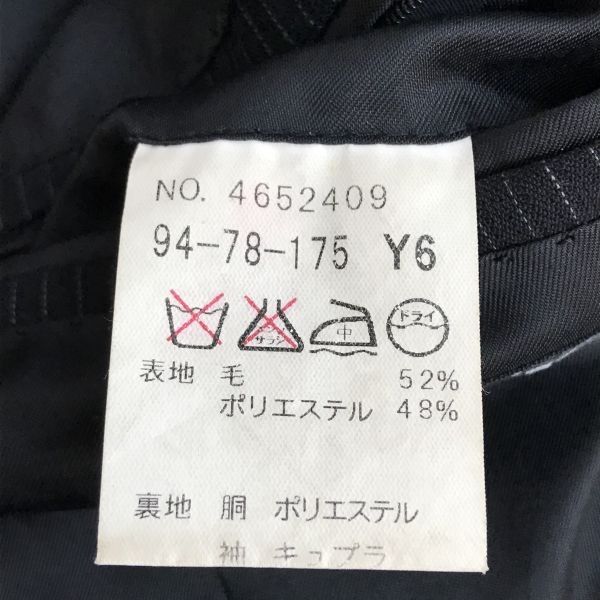 NO. 4652409
94-78-175 Y6
サラシ 中 ドライ
表地 毛 52%
ポリエステル 48%
裏地 胴 ポリエステル
袖 キュプラ